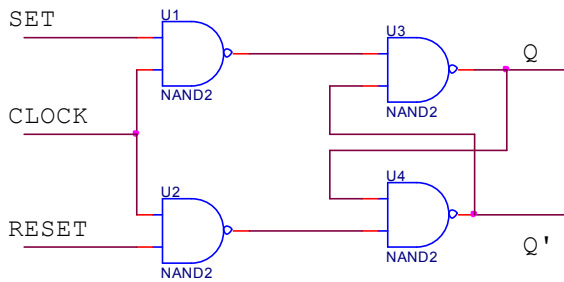 SET
U1
NAND2
U3
NAND2
Q
CLOCK
U2
NAND2
U4
NAND2
RESET
Q'